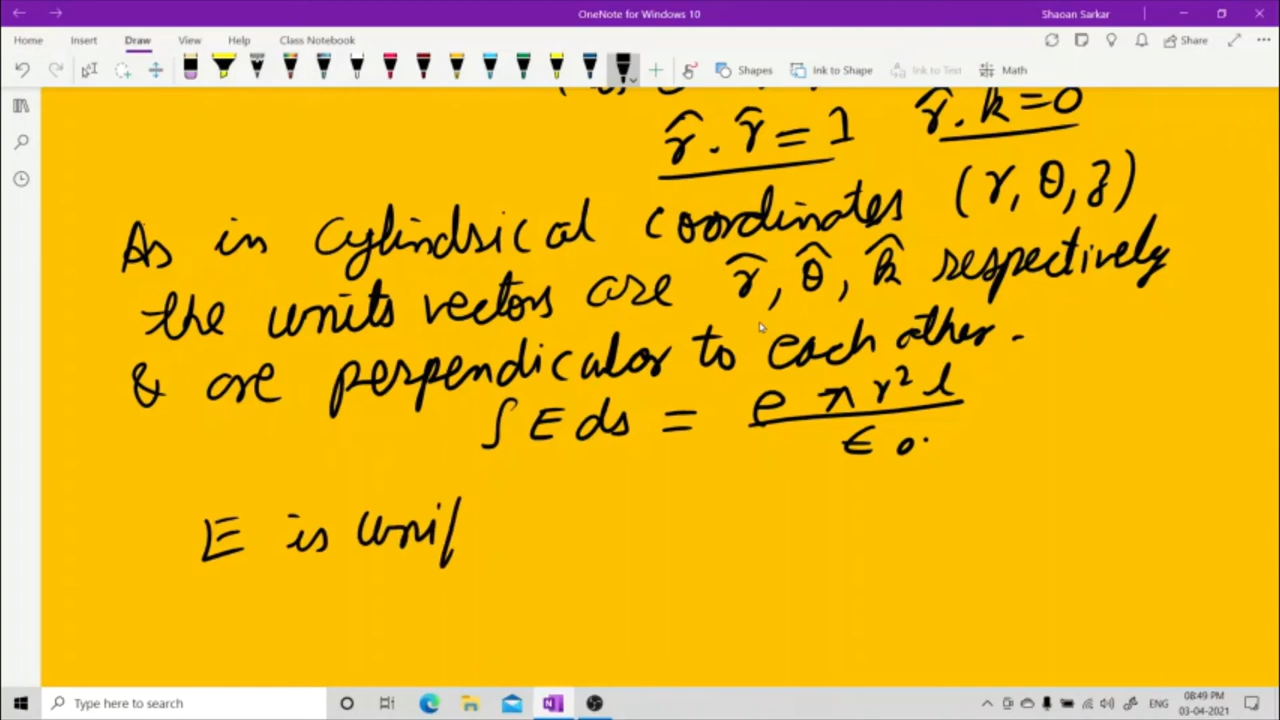 OneNote for Windows 10
Shaoan Sarkar
Home Insert Draw View Help Class Notebook
Share
Shapes Ink to Shape Ink to Text Math
r̂ . r̂ = 1 r̂ . k = 0
As in Cylindrical coordinates (r, θ, z)
the units vectors are r̂, θ̂, k̂ respectively
& are perpendicular to each other.
∫ E ds = ρ π r² l / ε₀.
E is unif
Type here to search
ENG
08:49 PM
03-04-2021